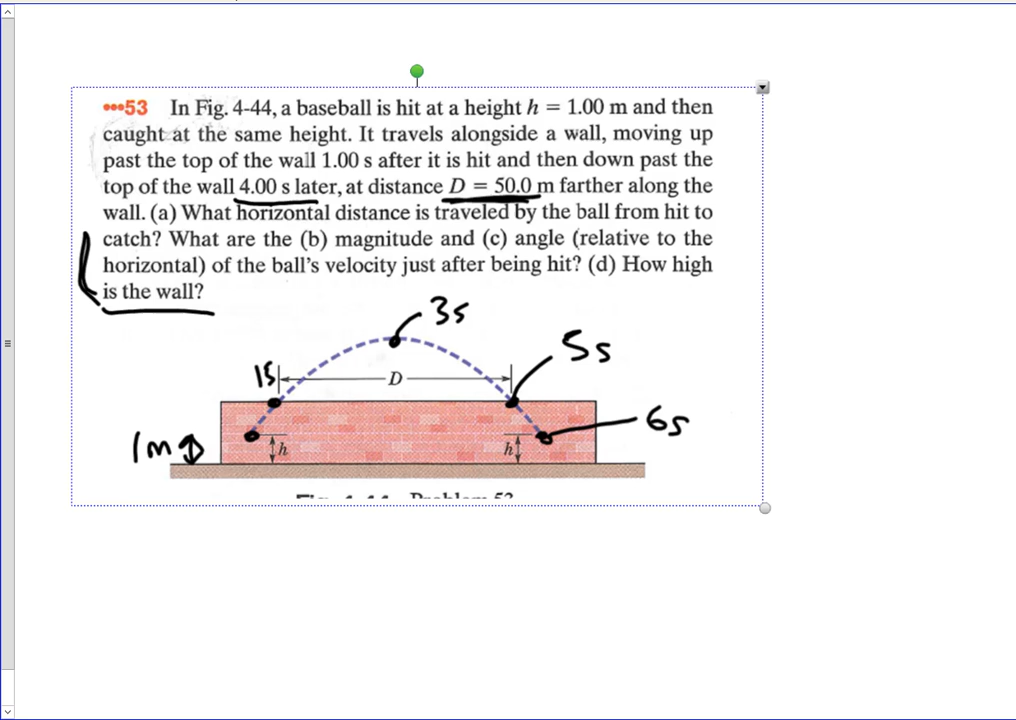 •••53 In Fig. 4-44, a baseball is hit at a height h = 1.00 m and then
caught at the same height. It travels alongside a wall, moving up
past the top of the wall 1.00 s after it is hit and then down past the
top of the wall 4.00 s later, at distance D = 50.0 m farther along the
wall. (a) What horizontal distance is traveled by the ball from hit to
catch? What are the (b) magnitude and (c) angle (relative to the
horizontal) of the ball's velocity just after being hit? (d) How high
is the wall?
3s
5s
1s
D
6s
1m
h
h